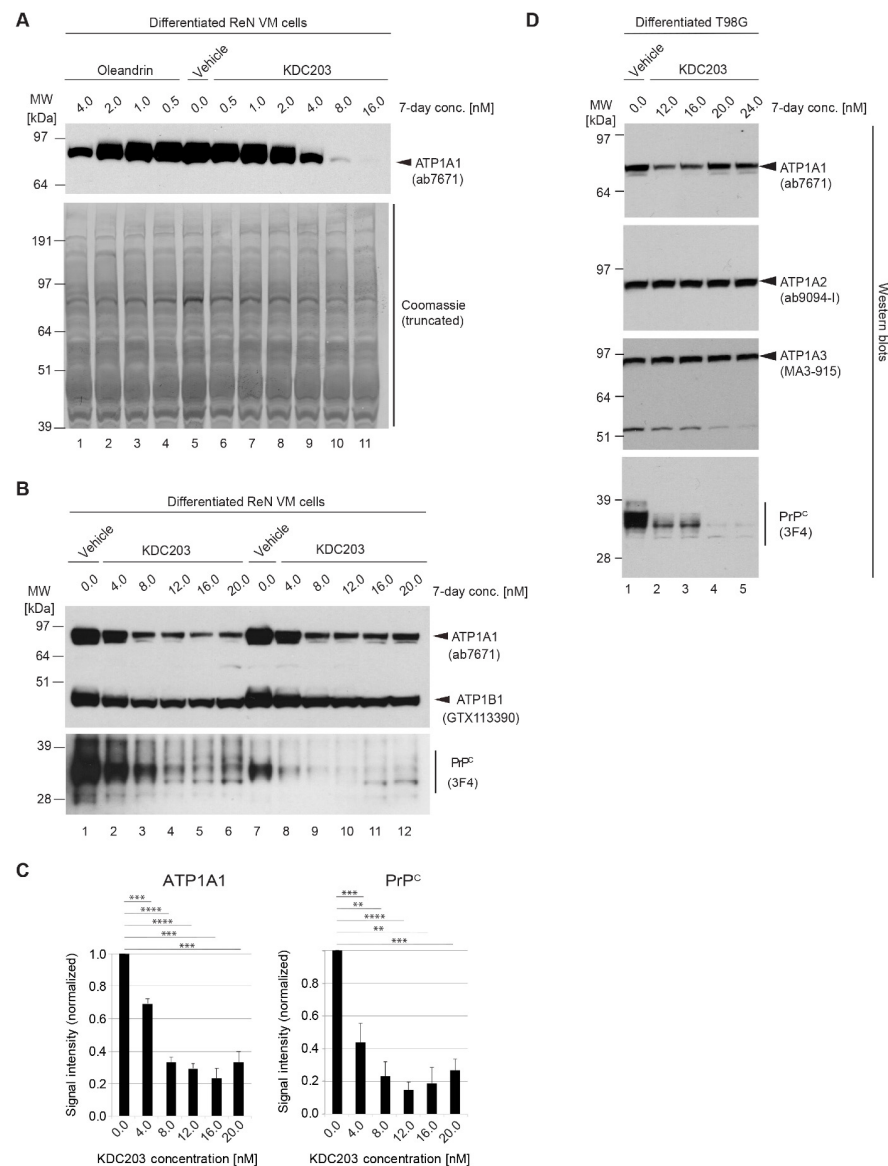 A
Differentiated ReN VM cells
Oleandrin
Vehicle
KDC203
MW
[kDa]
4.0 2.0 1.0 0.5 0.0 0.5 1.0 2.0 4.0 8.0 16.0
7-day conc. [nM]
97
64
ATP1A1
(ab7671)
191
97
64
51
39
Coomassie
(truncated)
1 2 3 4 5 6 7 8 9 10 11
B
Differentiated ReN VM cells
Vehicle
KDC203
Vehicle
KDC203
MW
[kDa]
0.0 4.0 8.0 12.0 16.0 20.0 0.0 4.0 8.0 12.0 16.0 20.0
7-day conc. [nM]
97
64
51
ATP1A1
(ab7671)
ATP1B1
(GTX113390)
39
28
PrPᶜ
(3F4)
1 2 3 4 5 6 7 8 9 10 11 12
C
ATP1A1
***
****
****
***
***
Signal intensity (normalized)
1.0
0.8
0.6
0.4
0.2
0.0
0.0 4.0 8.0 12.0 16.0 20.0
KDC203 concentration [nM]
PrPᶜ
***
**
****
**
***
Signal intensity (normalized)
1.0
0.8
0.6
0.4
0.2
0.0
0.0 4.0 8.0 12.0 16.0 20.0
KDC203 concentration [nM]
D
Differentiated T98G
Vehicle
KDC203
MW
[kDa]
0.0 12.0 16.0 20.0 24.0
7-day conc. [nM]
97
64
ATP1A1
(ab7671)
97
ATP1A2
(ab9094-I)
97
64
51
ATP1A3
(MA3-915)
39
28
PrPᶜ
(3F4)
1 2 3 4 5
Western blots